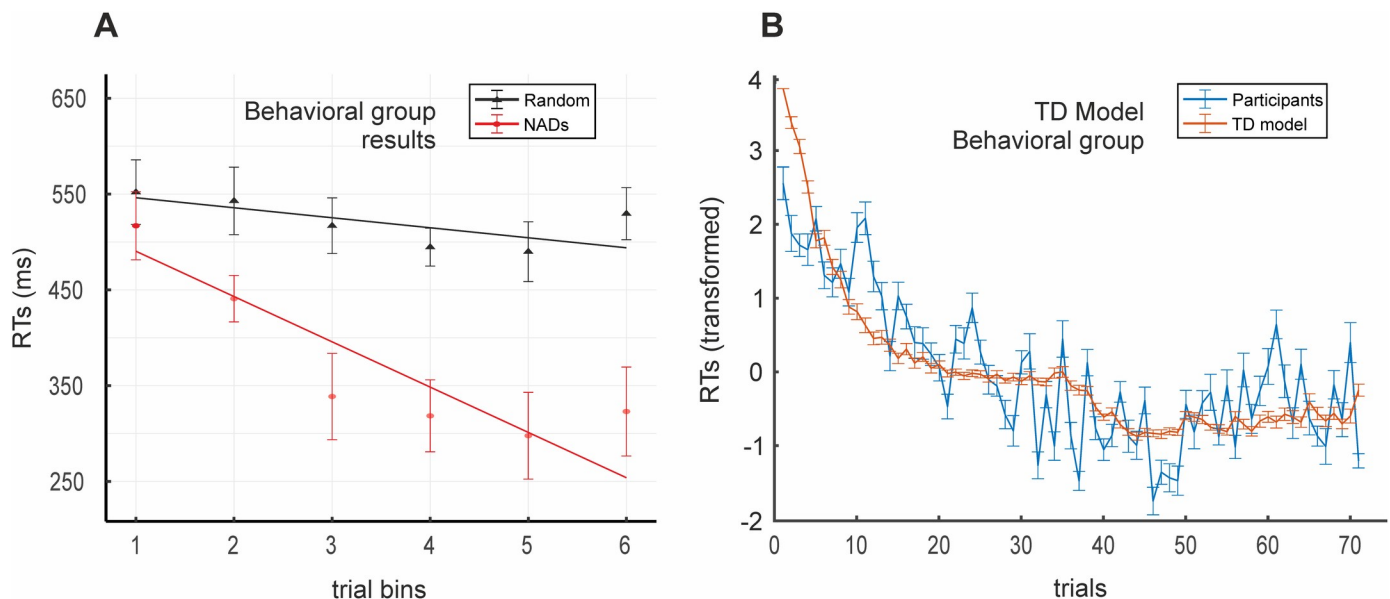 A
Behavioral group
results
Random
NADs
RTs (ms)
650
550
450
350
250
1 2 3 4 5 6
trial bins
B
TD Model
Behavioral group
Participants
TD model
RTs (transformed)
4
3
2
1
0
-1
-2
0 10 20 30 40 50 60 70
trials